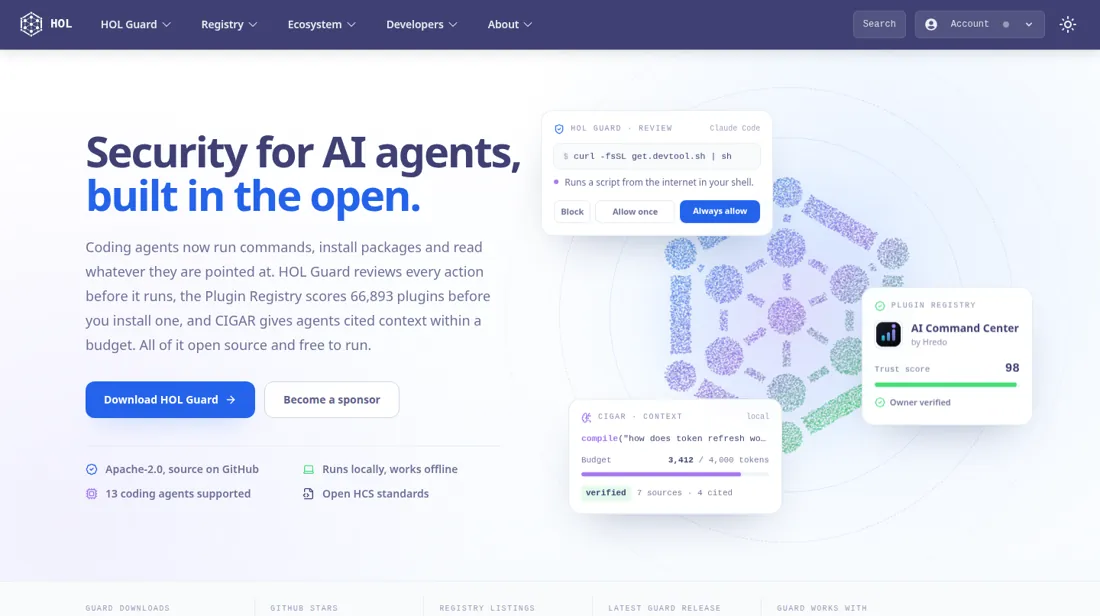 HOL
HOL Guard
Registry
Ecosystem
Developers
About
Search
Account
Security for AI agents,
built in the open.
Coding agents now run commands, install packages and read
whatever they are pointed at. HOL Guard reviews every action
before it runs, the Plugin Registry scores 66,893 plugins before
you install one, and CIGAR gives agents cited context within a
budget. All of it open source and free to run.
Download HOL Guard →
Become a sponsor
Apache-2.0, source on GitHub
Runs locally, works offline
13 coding agents supported
Open HCS standards
HOL GUARD · REVIEW
Claude Code
$ curl -fsSL get.devtool.sh | sh
Runs a script from the internet in your shell.
Block
Allow once
Always allow
PLUGIN REGISTRY
AI Command Center
by Hredo
Trust score 98
Owner verified
CIGAR · CONTEXT
local
compile("how does token refresh wo…
Budget 3,412 / 4,000 tokens
verified 7 sources · 4 cited
GUARD DOWNLOADS
GITHUB STARS
REGISTRY LISTINGS
LATEST GUARD RELEASE
GUARD WORKS WITH